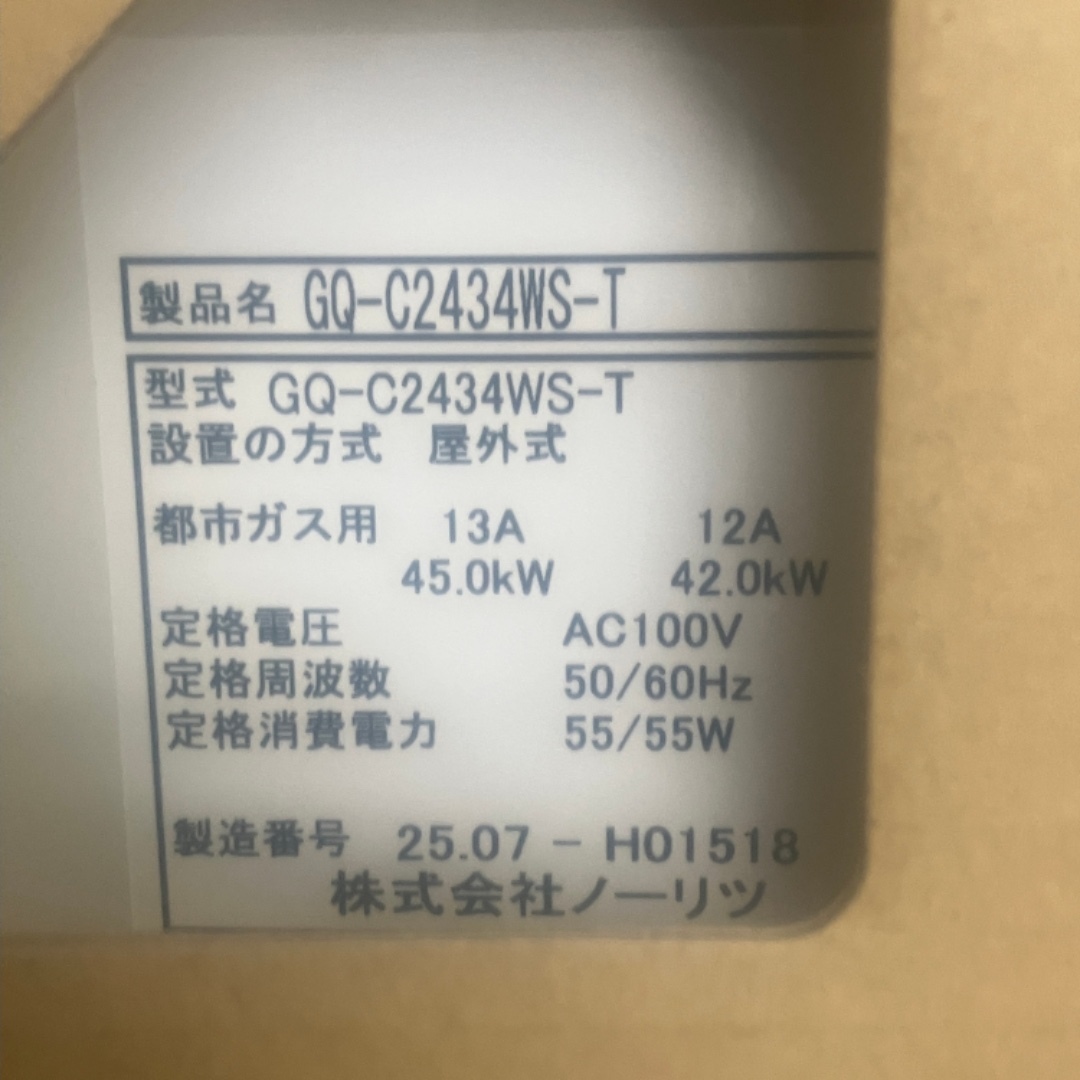 製品名 GQ-C2434WS-T
型式 GQ-C2434WS-T
設置の方式 屋外式
都市ガス用 13A 12A
45.0kW 42.0kW
定格電圧 AC100V
定格周波数 50/60Hz
定格消費電力 55/55W
製造番号 25.07 - H01518
株式会社ノーリツ